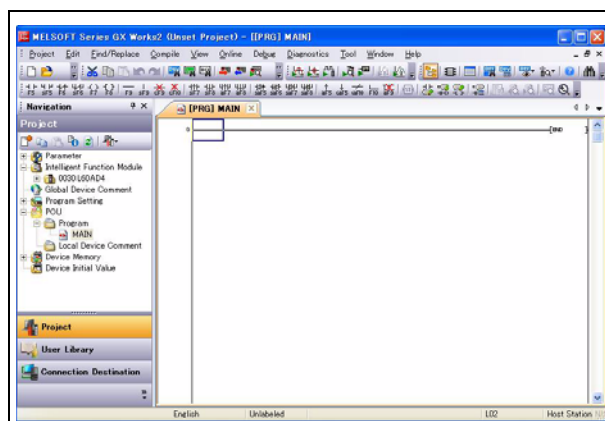 MELSOFT Series GX Works2 (Unset Project) - [[PRG] MAIN]
Project Edit Find/Replace Compile View Online Debug Diagnostics Tool Window Help
Navigation
[PRG] MAIN
Project
0
[END ]
Parameter
Intelligent Function Module
0030:L60AD4
Global Device Comment
Program Setting
POU
Program
MAIN
Local Device Comment
Device Memory
Device Initial Value
Project
User Library
Connection Destination
English Unlabeled L02 Host Station